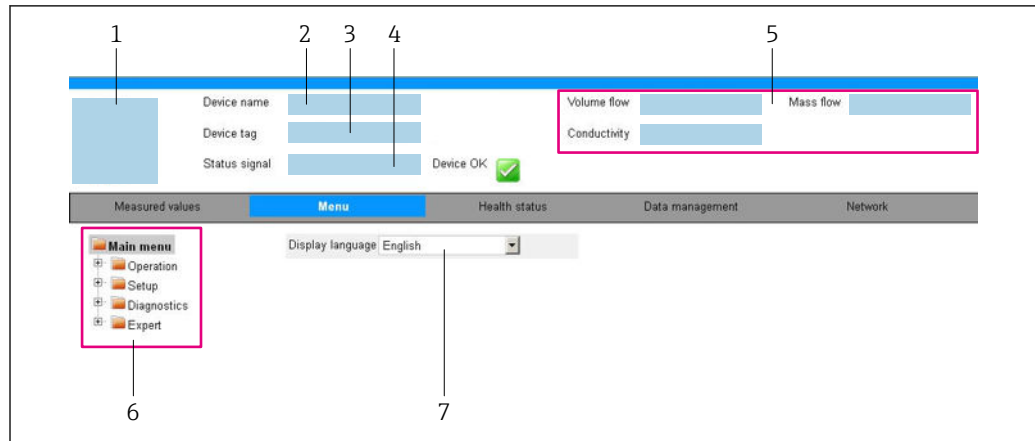 1 2 3 4 5
Device name
Volume flow
Mass flow
Device tag
Conductivity
Status signal
Device OK
Measured values Menu Health status Data management Network
Main menu
Display language English
Operation
Setup
Diagnostics
Expert
6 7